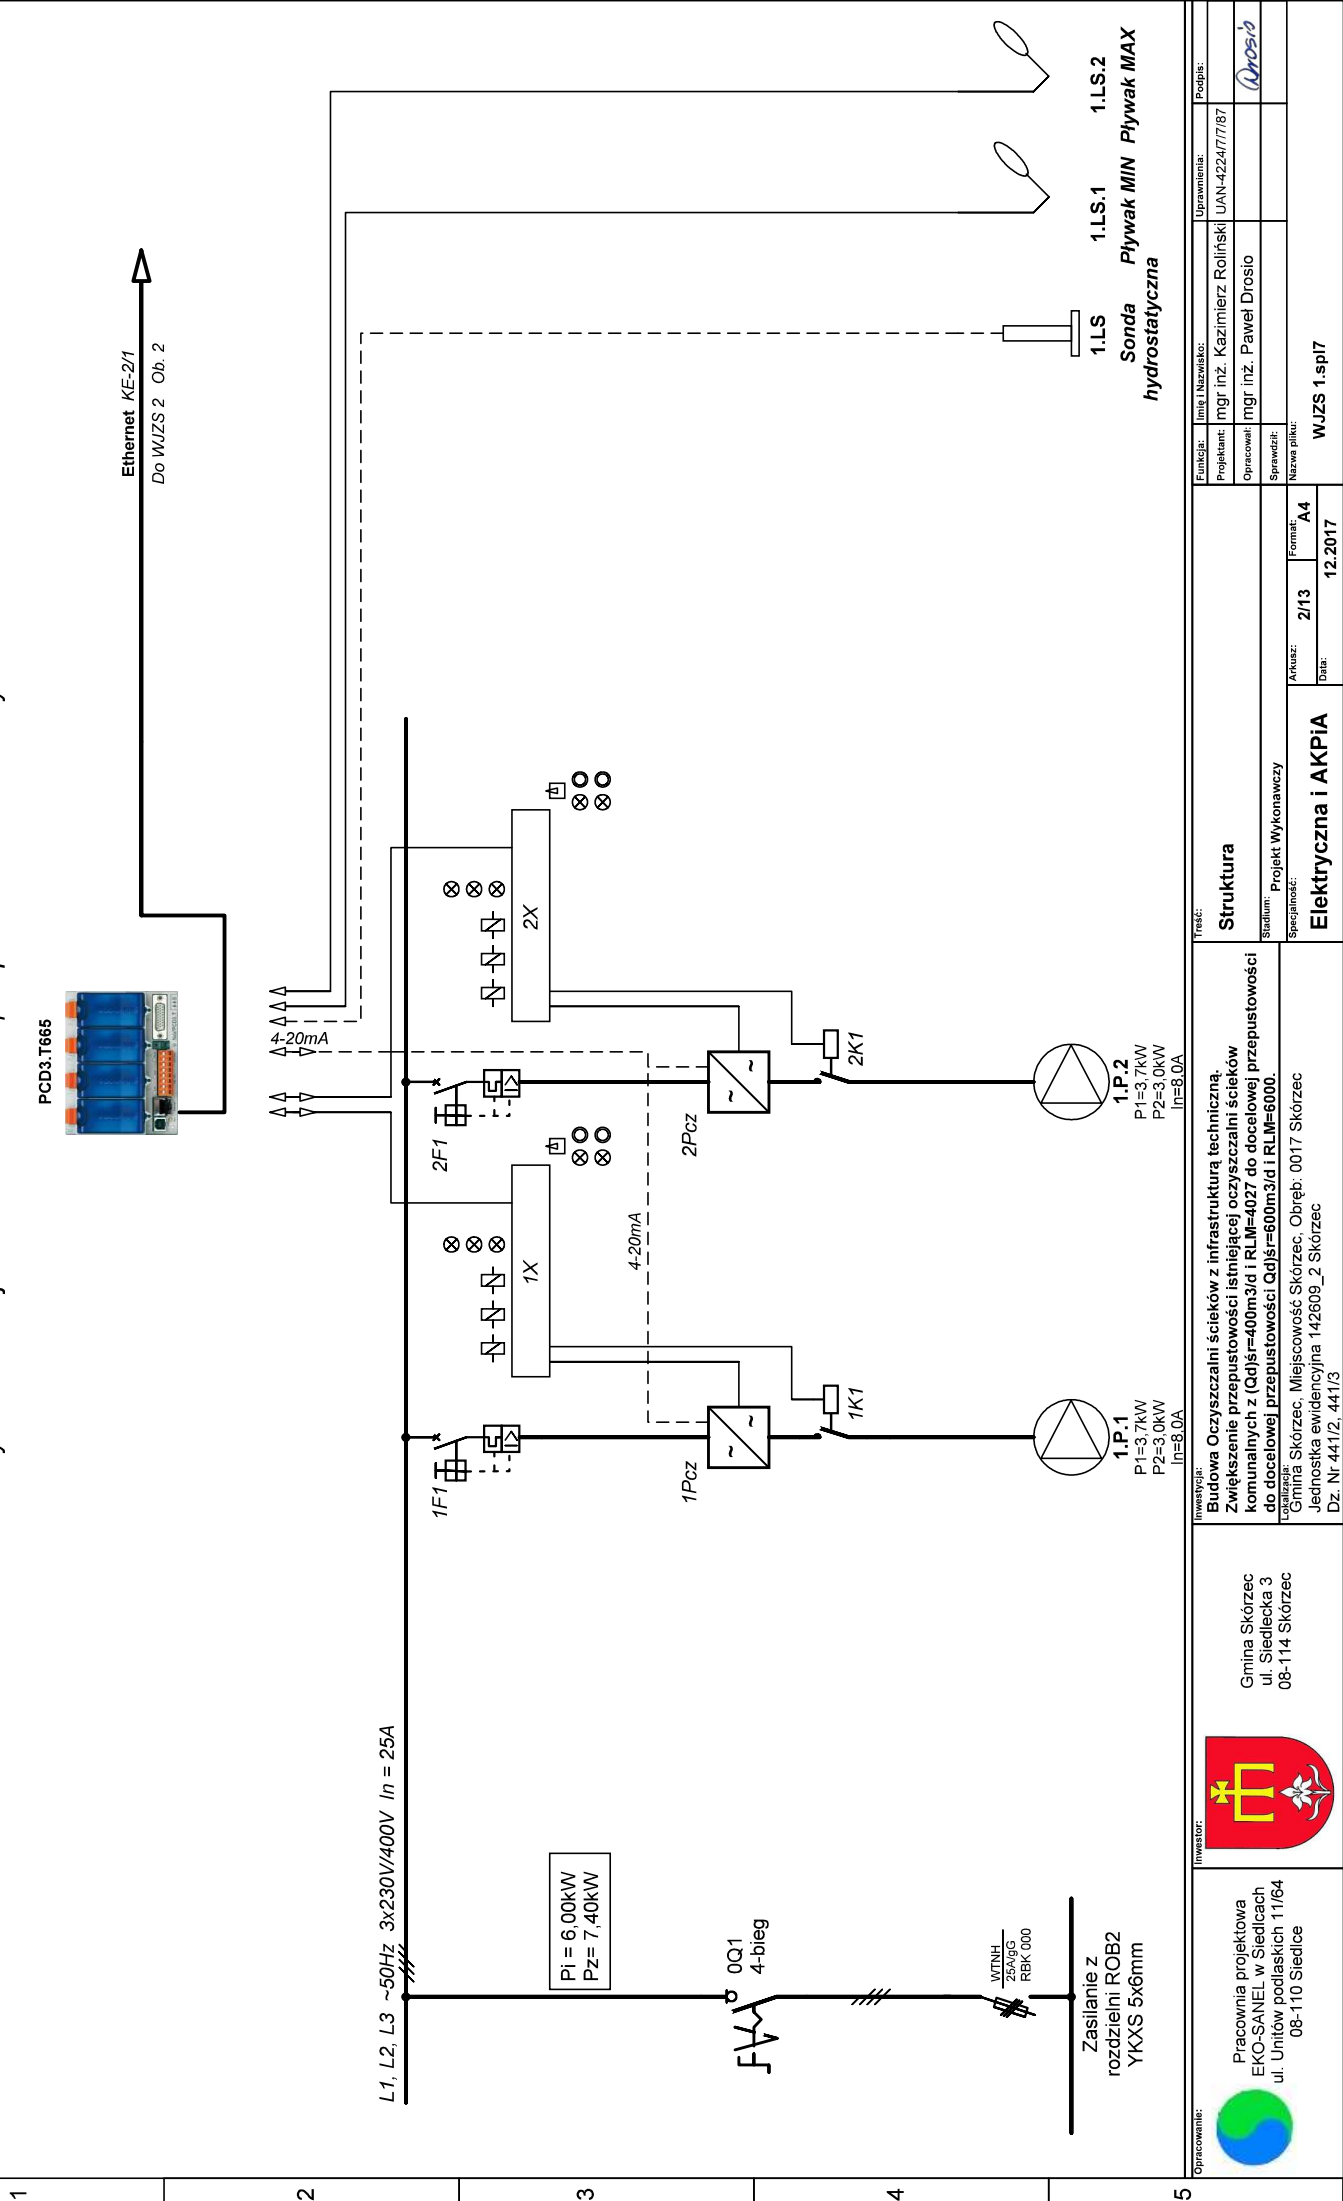 PCD3.T665
Ethernet KE-2/1
Do WJZS 2 Ob. 2
4-20mA
L1, L2, L3 ~50Hz 3x230V/400V In = 25A
Pi = 6,00kW
Pz= 7,40kW
0Q1
4-bieg
WTNH
25A/gG
RBK 000
Zasilanie z
rozdzielni ROB2
YKXS 5x6mm
1F1
1X
1Pcz
4-20mA
1K1
1.P.1
P1=3,7kW
P2=3,0kW
In=8,0A
2F1
2X
2Pcz
2K1
1.P.2
P1=3,7kW
P2=3,0kW
In=8,0A
1.LS
Sonda
hydrostatyczna
1.LS.1
Pływak MIN
1.LS.2
Pływak MAX
1
2
3
4
5
Opracowanie:
Pracownia projektowa
EKO-SANEL w Siedlcach
ul. Unitów podlaskich 11/64
08-110 Siedlce
Inwestor:
Gmina Skórzec
ul. Siedlecka 3
08-114 Skórzec
Inwestycja:
Budowa Oczyszczalni ścieków z infrastrukturą techniczną.
Zwiększenie przepustowości istniejącej oczyszczalni ścieków
komunalnych z (Qd)śr=400m3/d i RLM=4027 do docelowej przepustowości
do docelowej przepustowości Qd)śr=600m3/d i RLM=6000.
Lokalizacja:
Gmina Skórzec, Miejscowość Skórzec, Obręb: 0017 Skórzec
Jednostka ewidencyjna 142609_2 Skórzec
Dz. Nr 441/2, 441/3
Treść:
Struktura
Stadium: Projekt Wykonawczy
Specjalność:
Elektryczna i AKPiA
Arkusz: 2/13
Format: A4
Data: 12.2017
Funkcja: Imię i Nazwisko: Uprawnienia: Podpis:
Projektant: mgr inż. Kazimierz Roliński UAN-4224/7/7/87
Opracował: mgr inż. Paweł Drosio Drosio
Sprawdził:
Nazwa pliku:
WJZS 1.spl7